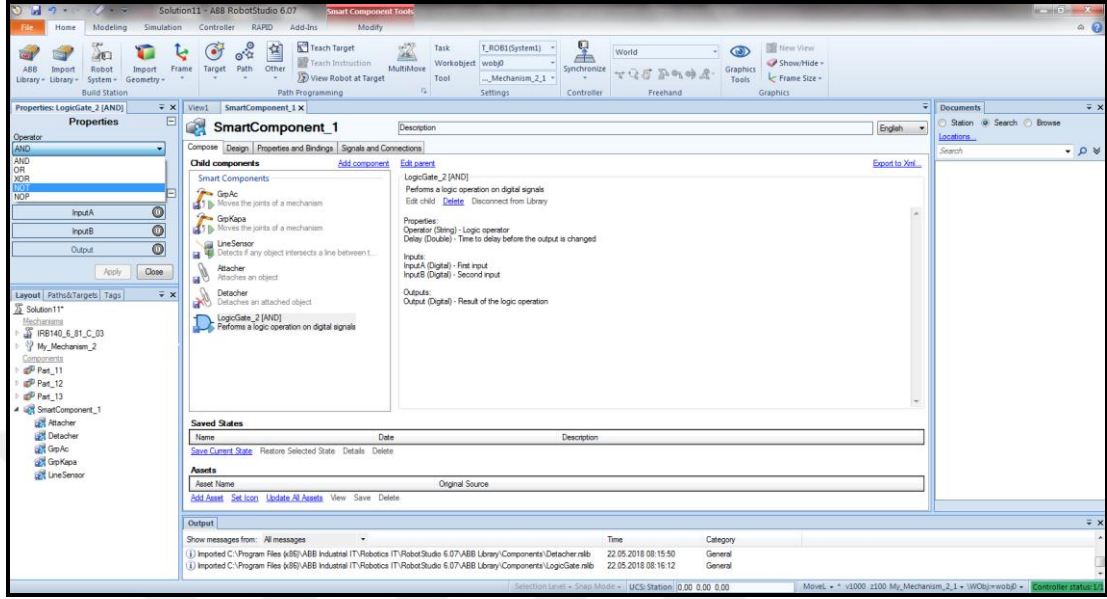 Solution11 - ABB RobotStudio 6.07
Smart Component Tools
File Home Modeling Simulation Controller RAPID Add-Ins Modify
ABB Library
Import Library
Robot System
Import Geometry
Frame
Build Station
Target
Path
Other
Teach Target
Teach Instruction
View Robot at Target
Path Programming
MultiMove
Task T_ROB1(System1)
Workobject wobj0
Tool ..._Mechanism_2_1
Settings
Synchronize
Controller
World
Freehand
Graphics Tools
New View
Show/Hide
Frame Size
Graphics
Properties: LogicGate_2 [AND]
Properties
Operator
AND
AND
OR
XOR
NOT
NOP
InputA
InputB
Output
Apply Close
Layout Paths&Targets Tags
Solution11*
Mechanisms
IRB140_6_81_C_03
My_Mechanism_2
Components
Part_11
Part_12
Part_13
SmartComponent_1
Attacher
Detacher
GrpAc
GrpKapa
LineSensor
View1 SmartComponent_1 X
SmartComponent_1
Description
English
Compose Design Properties and Bindings Signals and Connections
Child components Add component Edit parent Export to Xml...
Smart Components
GrpAc
Moves the joints of a mechanism
GrpKapa
Moves the joints of a mechanism
LineSensor
Detects if any object intersects a line between t...
Attacher
Attaches an object
Detacher
Detaches an attached object
LogicGate_2 [AND]
Performs a logic operation on digital signals
LogicGate_2 [AND]
Performs a logic operation on digital signals
Edit child Delete Disconnect from Library
Properties:
Operator (String) - Logic operator
Delay (Double) - Time to delay before the output is changed
Inputs:
InputA (Digital) - First input
InputB (Digital) - Second input
Outputs:
Output (Digital) - Result of the logic operation
Saved States
Name Date Description
Save Current State Restore Selected State Details Delete
Assets
Asset Name Original Source
Add Asset Set Icon Update All Assets View Save Delete
Documents
Station Search Browse
Locations...
Search
Output
Show messages from: All messages Time Category
Imported C:\Program Files (x86)\ABB Industrial IT\Robotics IT\RobotStudio 6.07\ABB Library\Components\Detacher.rslib 22.05.2018 08:15:50 General
Imported C:\Program Files (x86)\ABB Industrial IT\Robotics IT\RobotStudio 6.07\ABB Library\Components\LogicGate.rslib 22.05.2018 08:16:12 General
Selection Level Snap Mode UCS: Station 0.00 0.00 0.00 MoveL * v1000 z100 My_Mechanism_2_1 \WObj:=wobj0 Controller status: 1/1